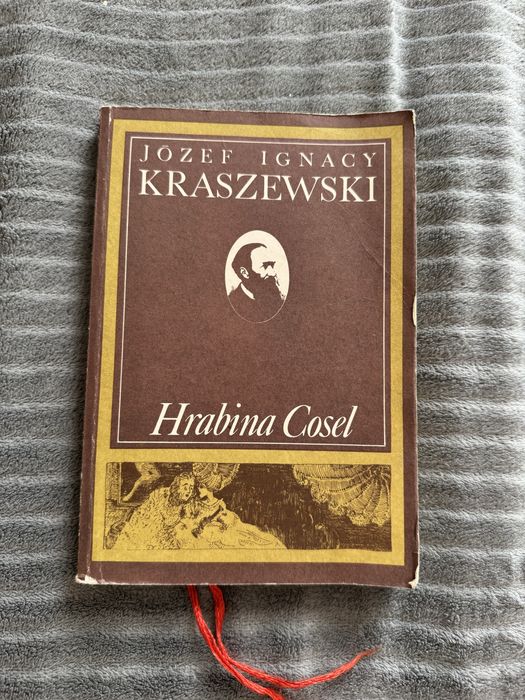 JÓZEF IGNACY
KRASZEWSKI
Hrabina Cosel